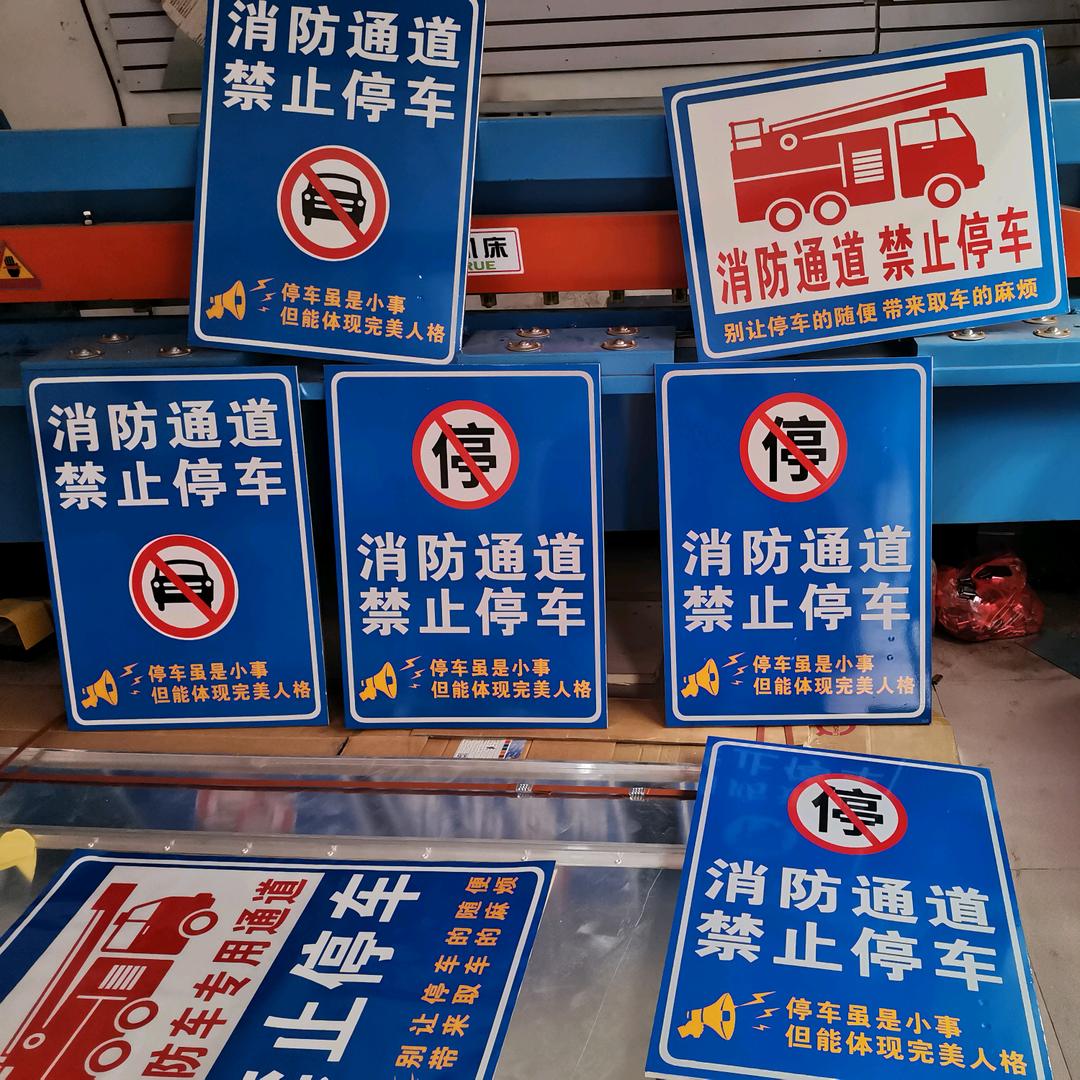 消防通道
禁止停车
停车虽是小事
但能体现完美人格
消防通道 禁止停车
别让停车的随便 带来取车的麻烦
床
RUE
消防通道
禁止停车
停车虽是小事
但能体现完美人格
停
消防通道
禁止停车
停车虽是小事
但能体现完美人格
停
消防通道
禁止停车
停车虽是小事
但能体现完美人格
停
消防通道
禁止停车
停车虽是小事
但能体现完美人格
防车专用通道
止停车
别让停车的随便
带来取车的麻烦